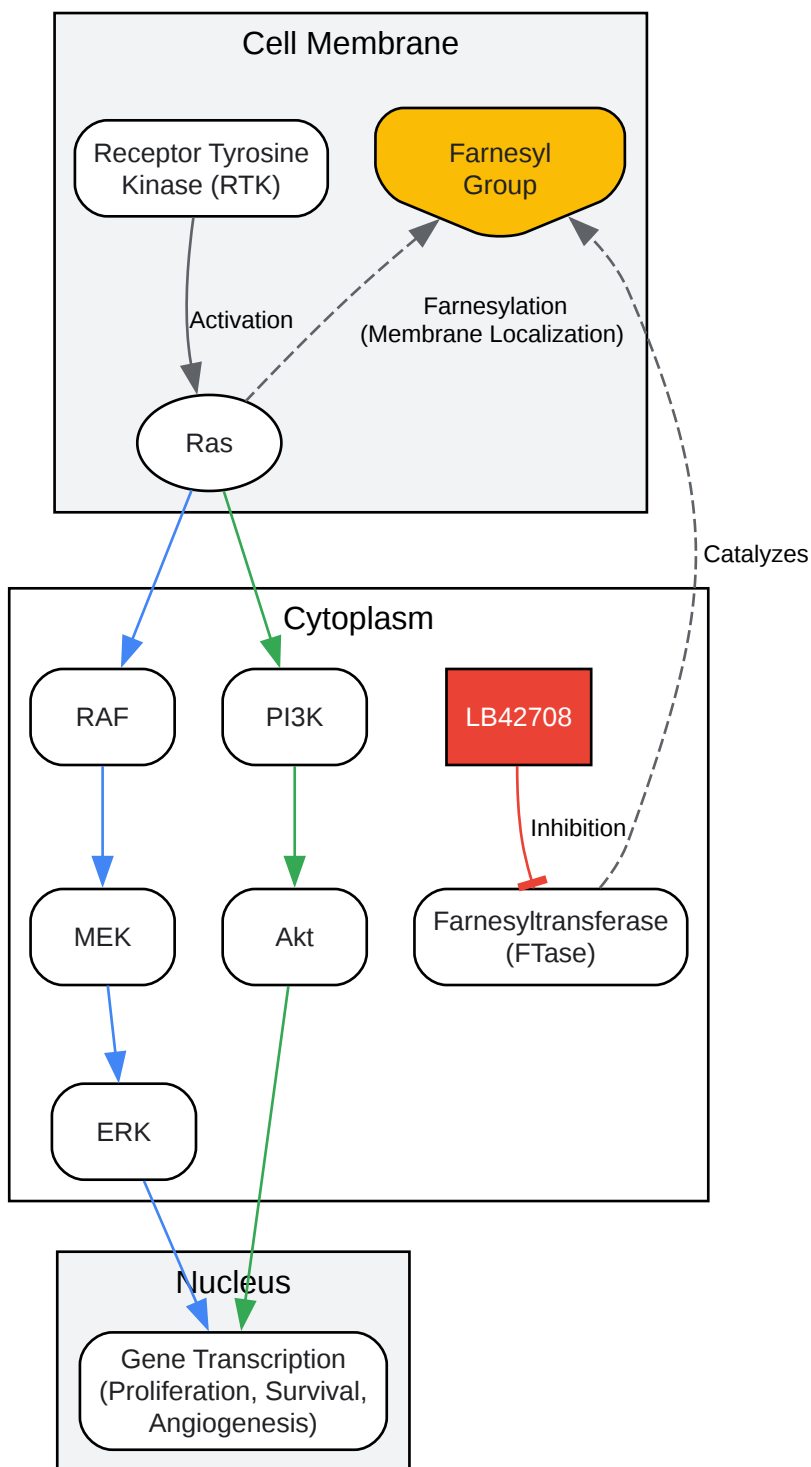 Cell Membrane
Receptor Tyrosine
Kinase (RTK)
Farnesyl
Group
Activation
Farnesylation
(Membrane Localization)
Ras
Catalyzes
Cytoplasm
RAF
PI3K
LB42708
Inhibition
MEK
Akt
Farnesyltransferase
(FTase)
ERK
Nucleus
Gene Transcription
(Proliferation, Survival,
Angiogenesis)